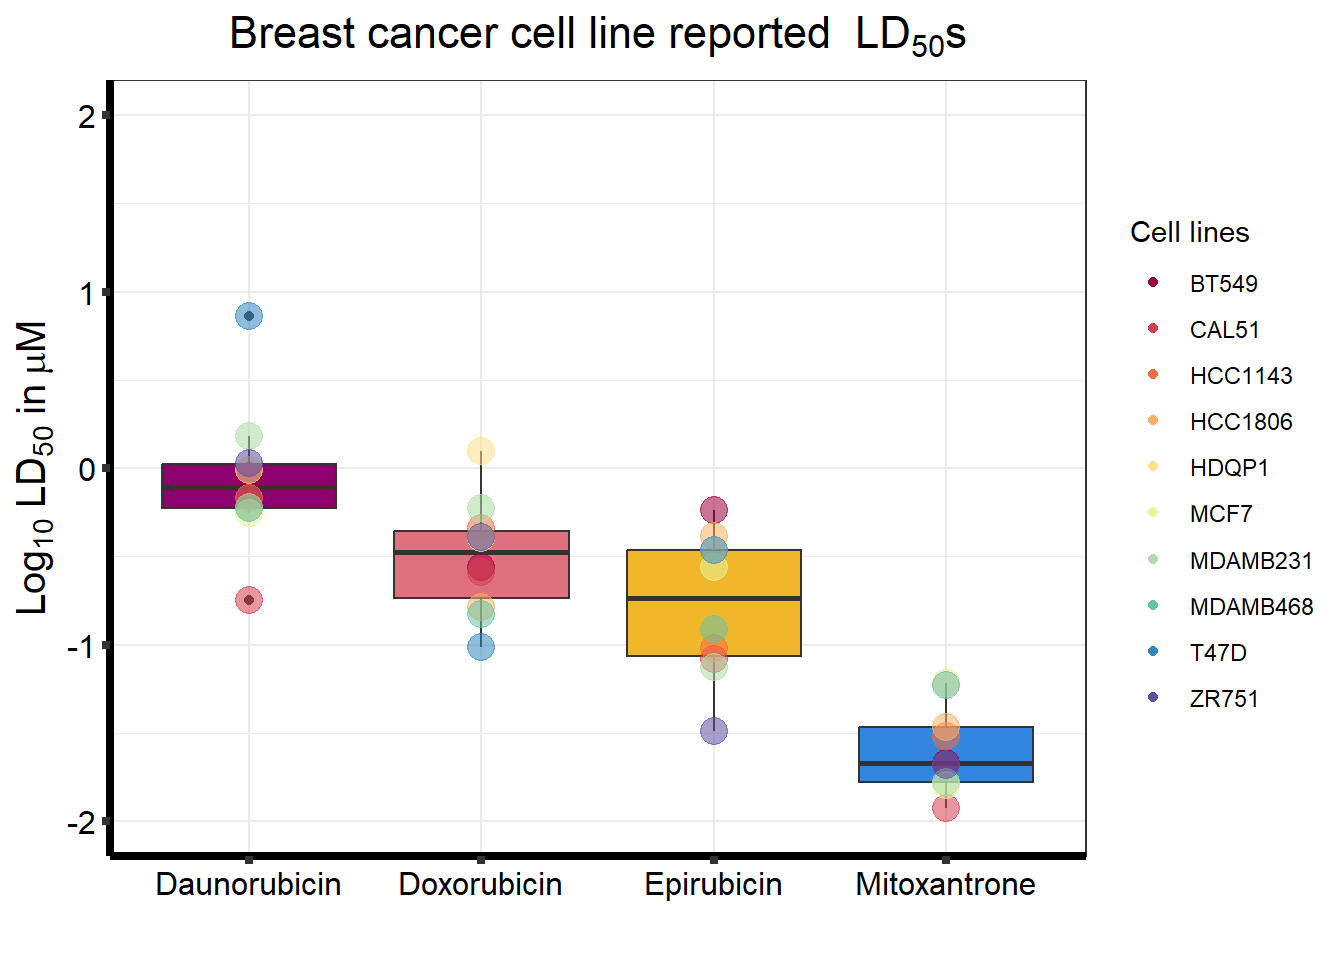 Breast cancer cell line reported  LD₅₀s
Log₁₀ LD₅₀ in μM
2
1
0
-1
-2
Daunorubicin
Doxorubicin
Epirubicin
Mitoxantrone
Cell lines
BT549
CAL51
HCC1143
HCC1806
HDQP1
MCF7
MDAMB231
MDAMB468
T47D
ZR751